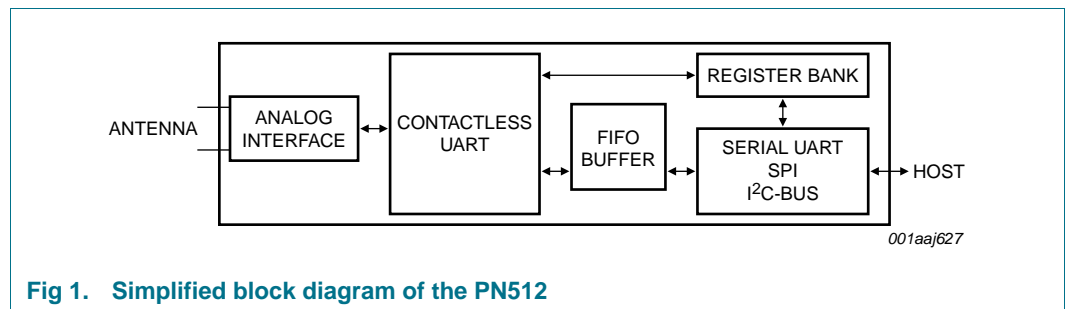 ANTENNA
ANALOG
INTERFACE
CONTACTLESS
UART
FIFO
BUFFER
REGISTER BANK
SERIAL UART
SPI
I²C-BUS
HOST
001aaj627
Fig 1. Simplified block diagram of the PN512